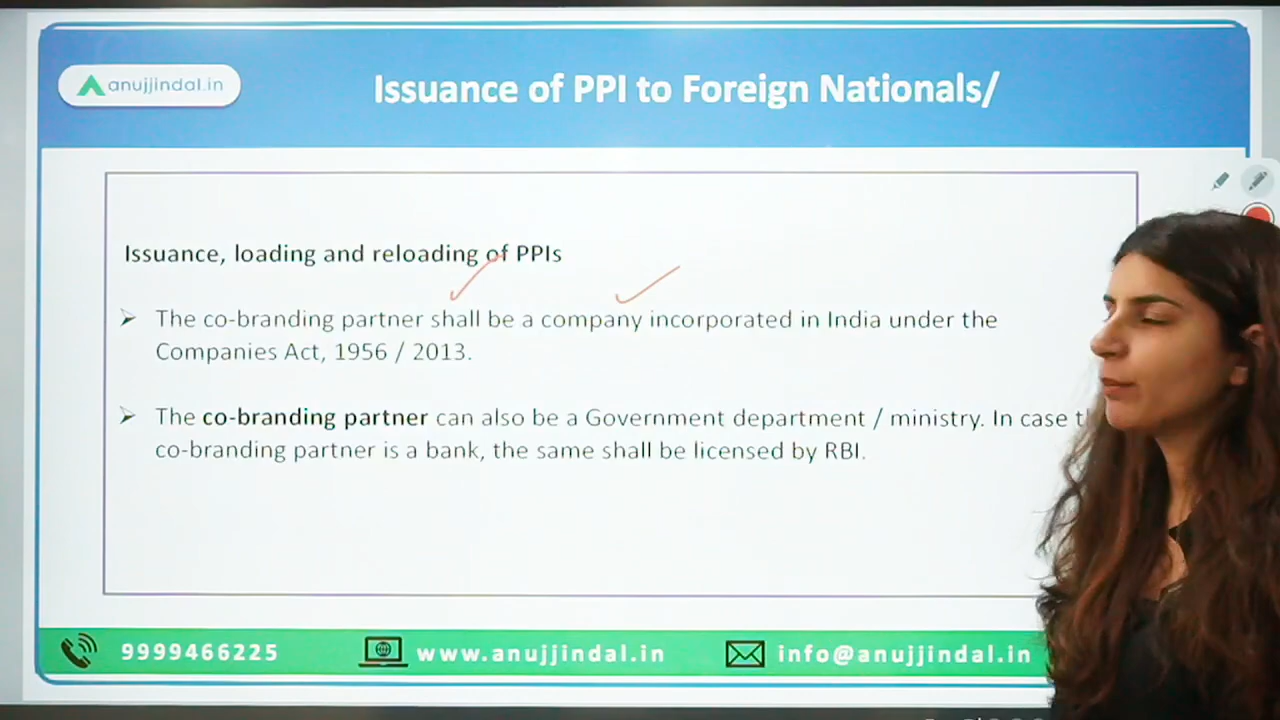 anujjindal.in
Issuance of PPI to Foreign Nationals/
Issuance, loading and reloading of PPIs
➢ The co-branding partner shall be a company incorporated in India under the
Companies Act, 1956 / 2013.
➢ The co-branding partner can also be a Government department / ministry. In case
co-branding partner is a bank, the same shall be licensed by RBI.
9999466225
www.anujjindal.in
info@anujjindal.in